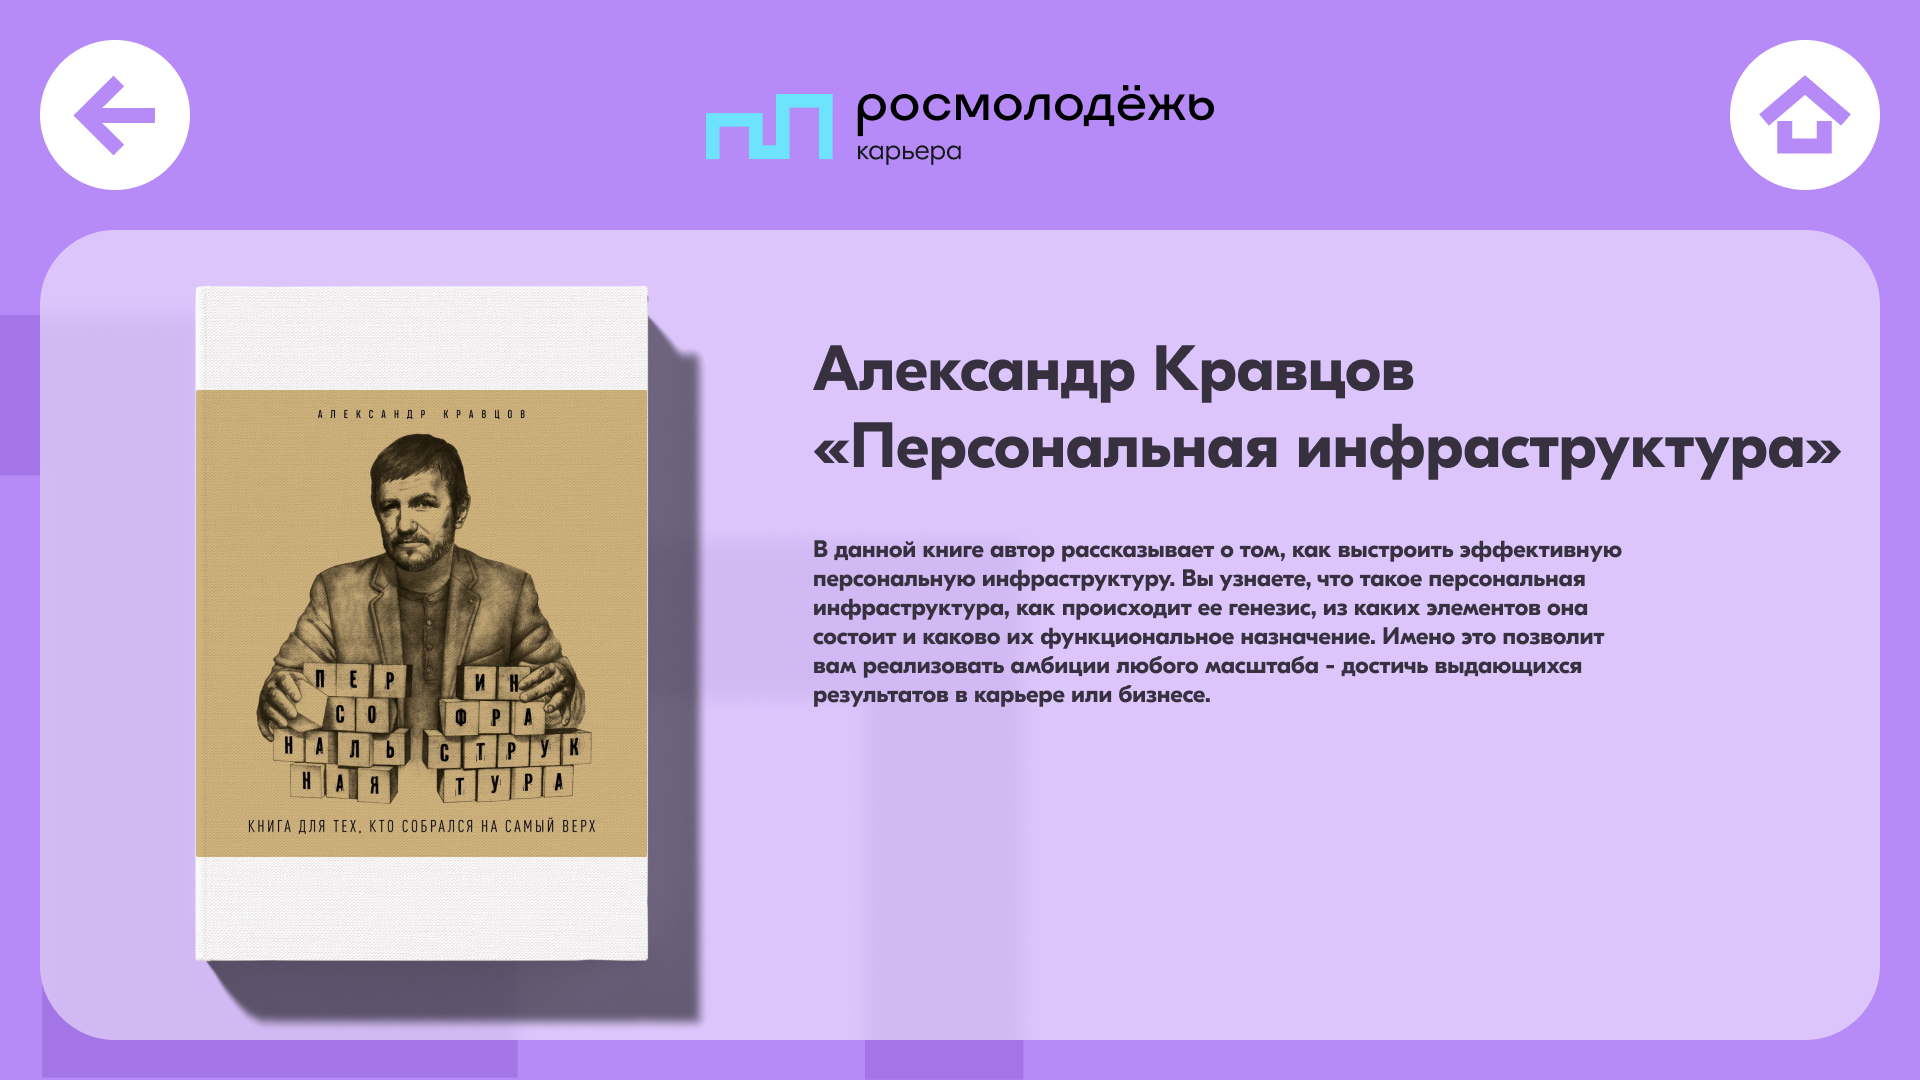 росмолодёжь
карьера
АЛЕКСАНДР КРАВЦОВ
ПЕР ИН
СО ФРА
НАЛЬ СТРУК
НАЯ ТУРА
КНИГА ДЛЯ ТЕХ, КТО СОБРАЛСЯ НА САМЫЙ ВЕРХ
Александр Кравцов
«Персональная инфраструктура»
В данной книге автор рассказывает о том, как выстроить эффективную
персональную инфраструктуру. Вы узнаете, что такое персональная
инфраструктура, как происходит ее генезис, из каких элементов она
состоит и каково их функциональное назначение. Имено это позволит
вам реализовать амбиции любого масштаба - достичь выдающихся
результатов в карьере или бизнесе.